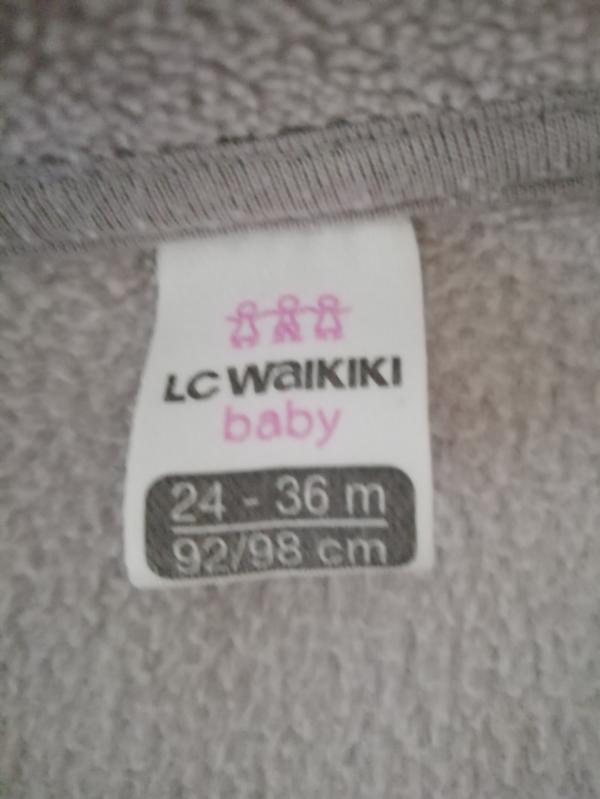 LC WAIKIKI
baby
24 - 36 m
92/98 cm